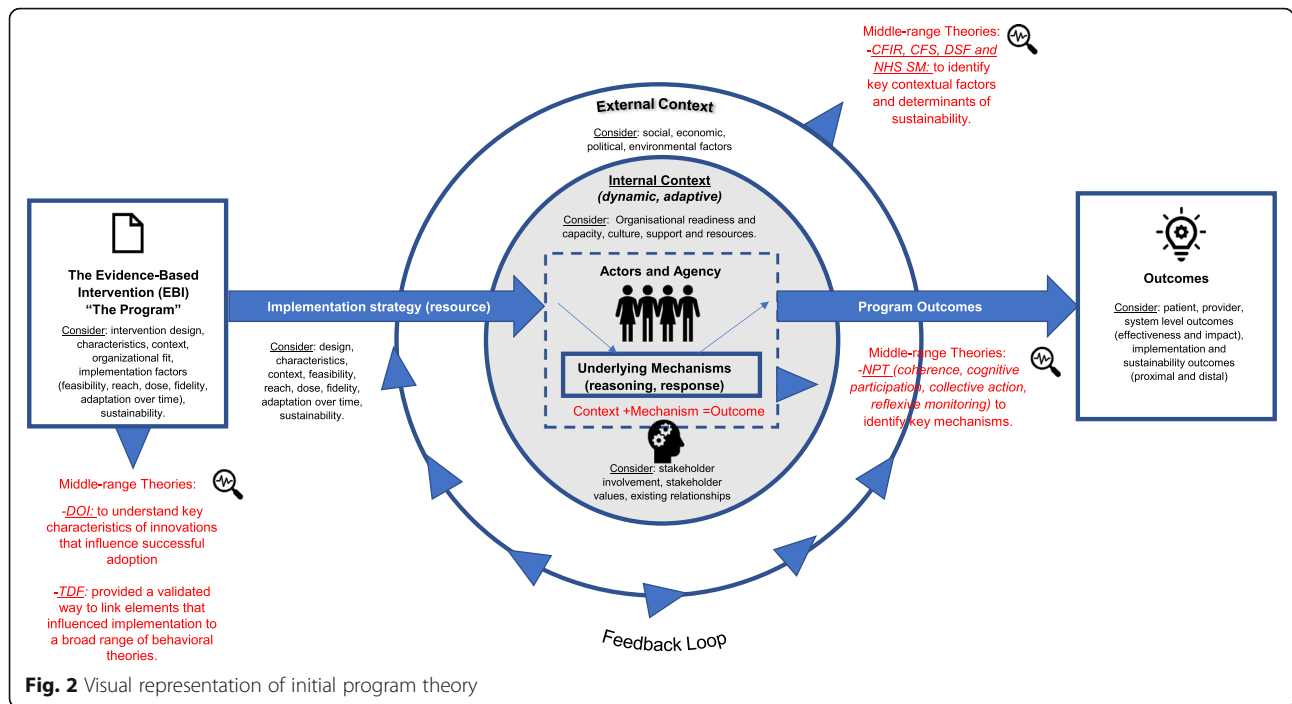 Middle-range Theories:
-CFIR, CFS, DSF and
NHS SM: to identify
key contextual factors
and determinants of
sustainability.
External Context
Consider: social, economic,
political, environmental factors
Internal Context
(dynamic, adaptive)
Consider: Organisational readiness and
capacity, culture, support and resources.
The Evidence-Based
Intervention (EBI)
“The Program”
Consider: intervention design,
characteristics, context,
organizational fit,
implementation factors
(feasibility, reach, dose, fidelity,
adaptation over time),
sustainability.
Implementation strategy (resource)
Consider: design,
characteristics,
context, feasibility,
reach, dose, fidelity,
adaptation over time,
sustainability.
Actors and Agency
Underlying Mechanisms
(reasoning, response)
Context +Mechanism =Outcome
Consider: stakeholder
involvement, stakeholder
values, existing relationships
Program Outcomes
Middle-range Theories:
-NPT (coherence, cognitive
participation, collective action,
reflexive monitoring) to
identify key mechanisms.
Outcomes
Consider: patient, provider,
system level outcomes
(effectiveness and impact),
implementation and
sustainability outcomes
(proximal and distal)
Middle-range Theories:
-DOI: to understand key
characteristics of innovations
that influence successful
adoption
-TDF: provided a validated
way to link elements that
influenced implementation to
a broad range of behavioral
theories.
Feedback Loop
Fig. 2 Visual representation of initial program theory